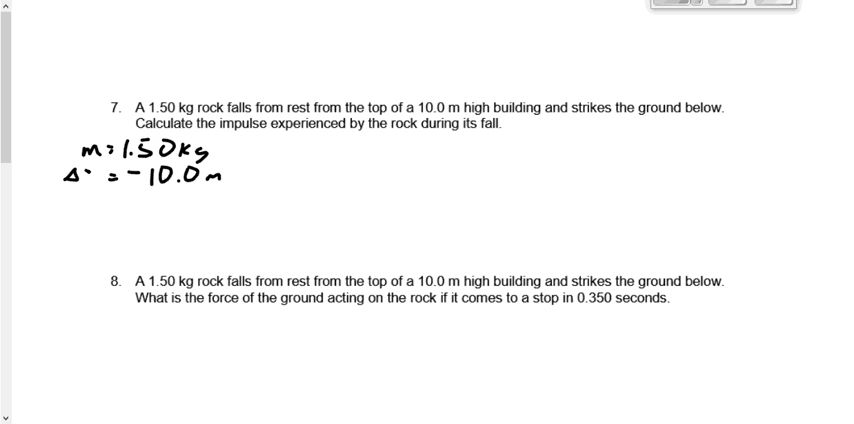 7. A 1.50 kg rock falls from rest from the top of a 10.0 m high building and strikes the ground below.
Calculate the impulse experienced by the rock during its fall.
m = 1.50 kg
Δ = -10.0 m
8. A 1.50 kg rock falls from rest from the top of a 10.0 m high building and strikes the ground below.
What is the force of the ground acting on the rock if it comes to a stop in 0.350 seconds.